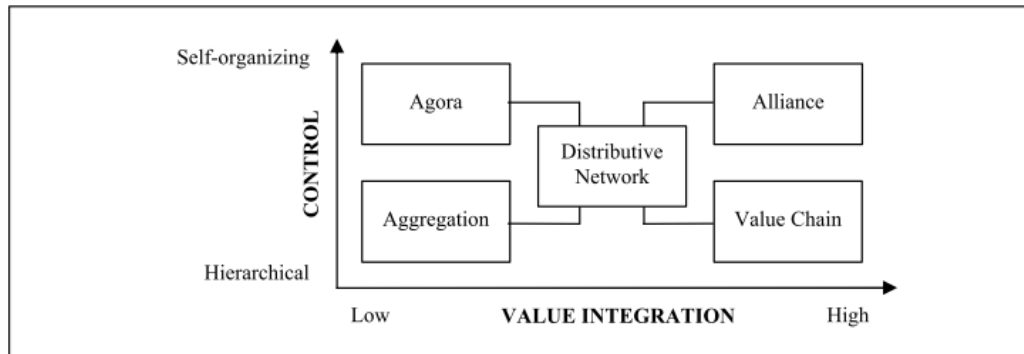 Self-organizing
Agora
Alliance
CONTROL
Distributive
Network
Aggregation
Value Chain
Hierarchical
Low
VALUE INTEGRATION
High